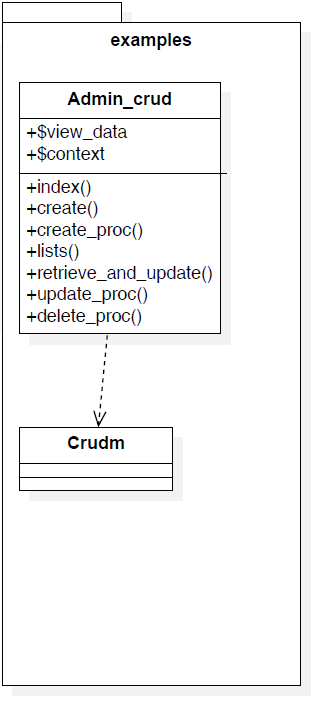 examples
Admin_crud
+$view_data
+$context
+index()
+create()
+create_proc()
+lists()
+retrieve_and_update()
+update_proc()
+delete_proc()
Crudm